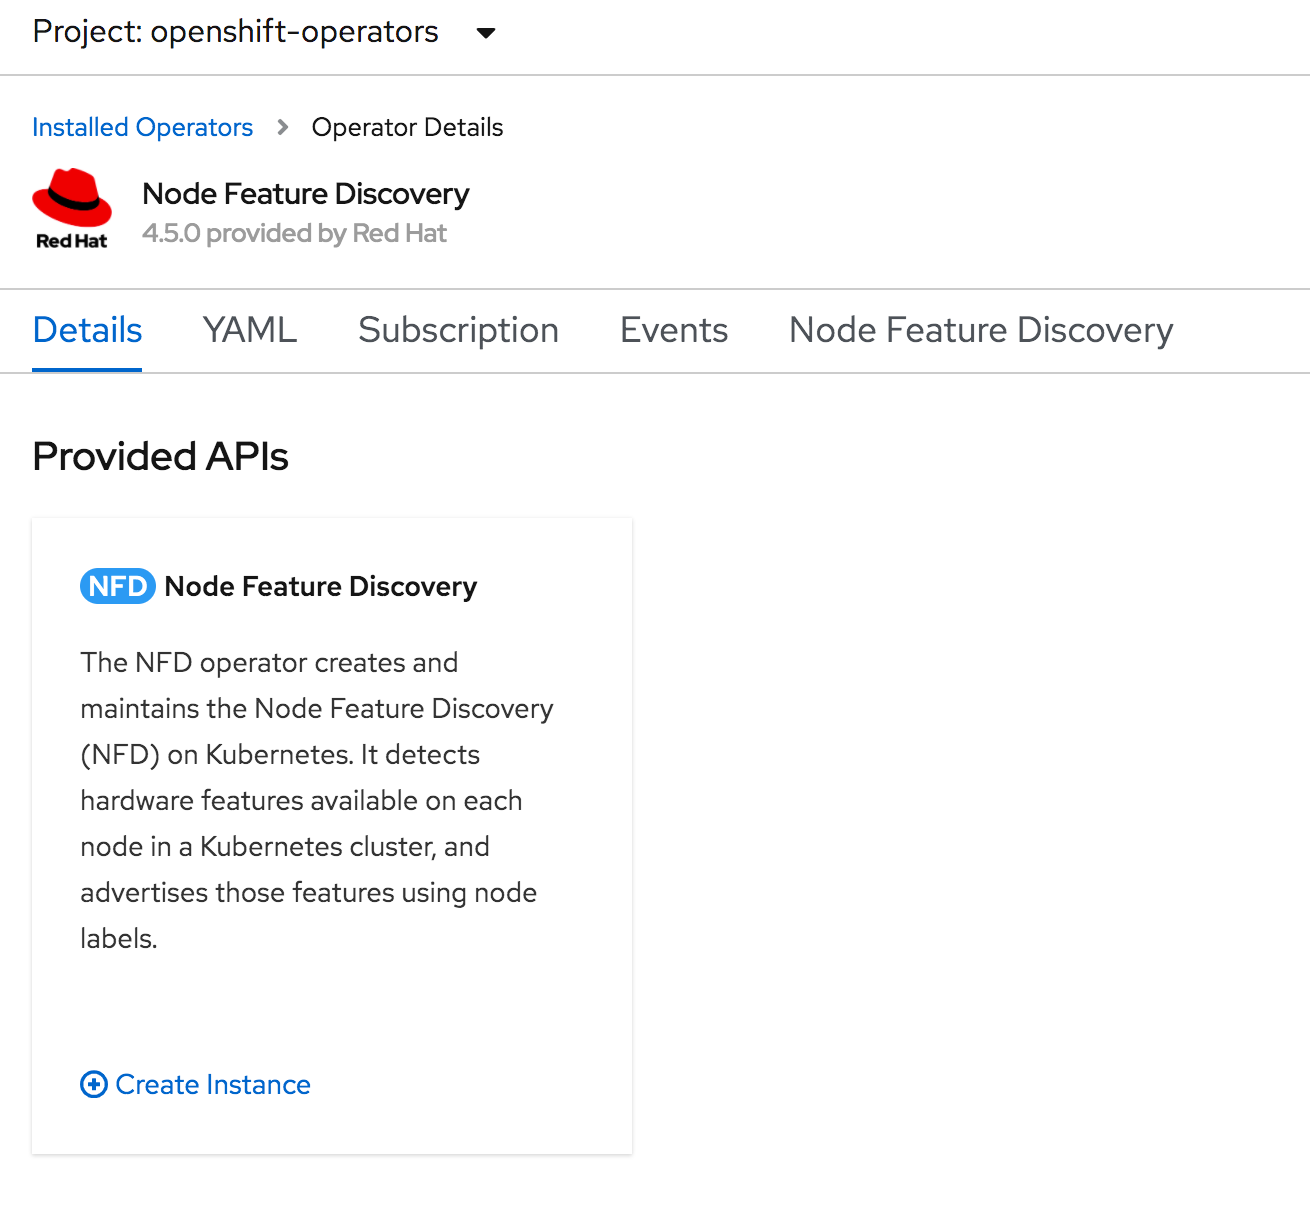 Project: openshift-operators
Installed Operators > Operator Details
Node Feature Discovery
4.5.0 provided by Red Hat
Red Hat
Details YAML Subscription Events Node Feature Discovery
Provided APIs
NFD Node Feature Discovery
The NFD operator creates and
maintains the Node Feature Discovery
(NFD) on Kubernetes. It detects
hardware features available on each
node in a Kubernetes cluster, and
advertises those features using node
labels.
Create Instance